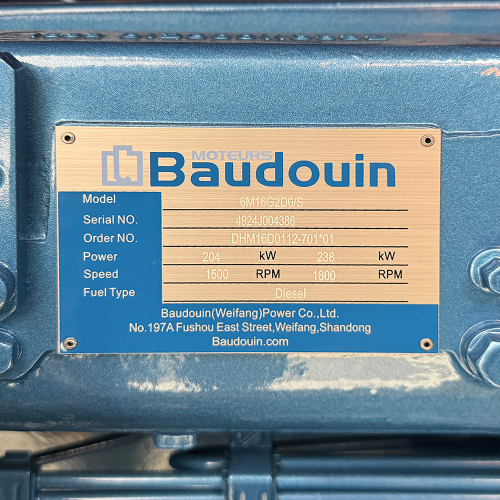 MOTEURS
Baudouin
Model 6M16G2D0/S
Serial NO. 4924J004386
Order NO. DHM16D0112-701*01
Power 204 kW 238 kW
Speed 1500 RPM 1800 RPM
Fuel Type Diesel
Baudouin(Weifang)Power Co.,Ltd.
No.197A Fushou East Street,Weifang,Shandong
Baudouin.com